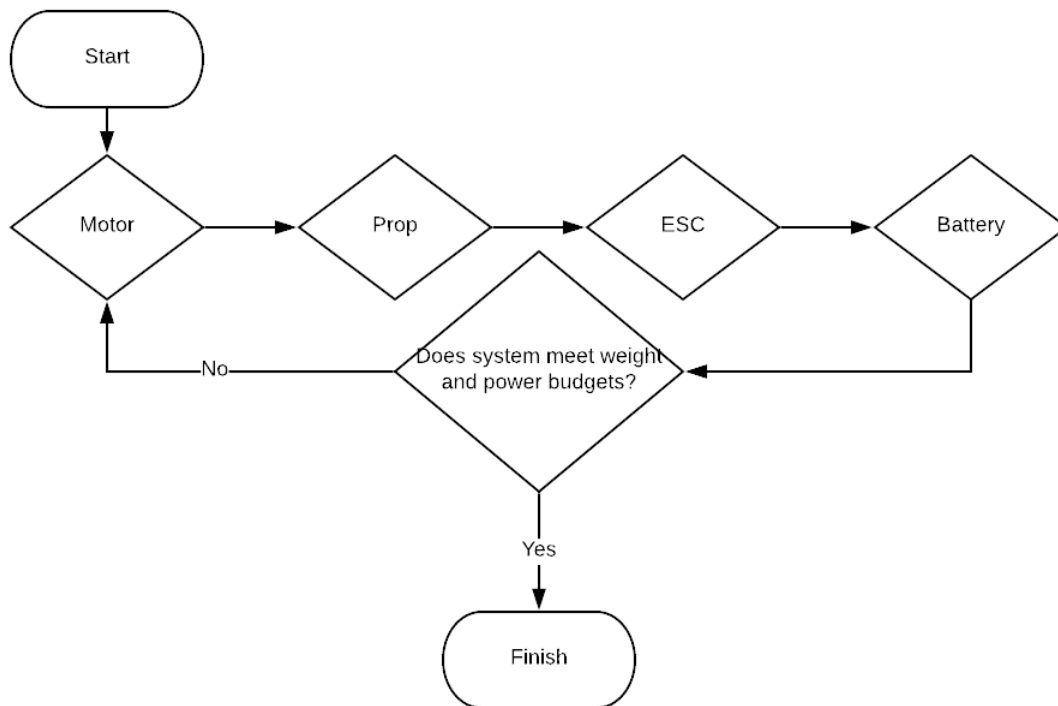 Start
Motor
Prop
ESC
Battery
Does system meet weight
and power budgets?
No
Yes
Finish